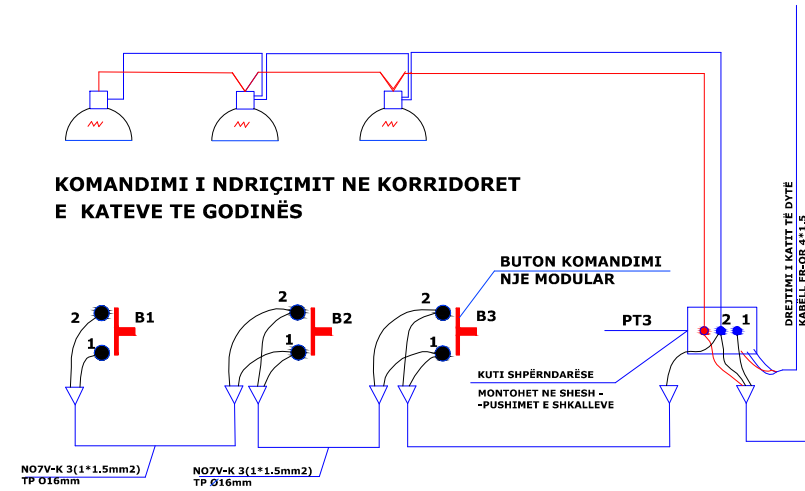 KOMANDIMI I NDRIÇIMIT NE KORRIDORET
E KATEVE TE GODINËS
DREJTIMI I KATIT TË DYTË
KABËLL FR-OR 4*1.5
BUTON KOMANDIMI
NJE MODULAR
2
B1
1
2
B2
1
2
B3
1
PT3
2 1
KUTI SHPËRNDARËSE
MONTOHET NE SHESH -
-PUSHIMET E SHKALLEVE
NO7V-K 3(1*1.5mm2)
TP O16mm
NO7V-K 3(1*1.5mm2)
TP Ø16mm